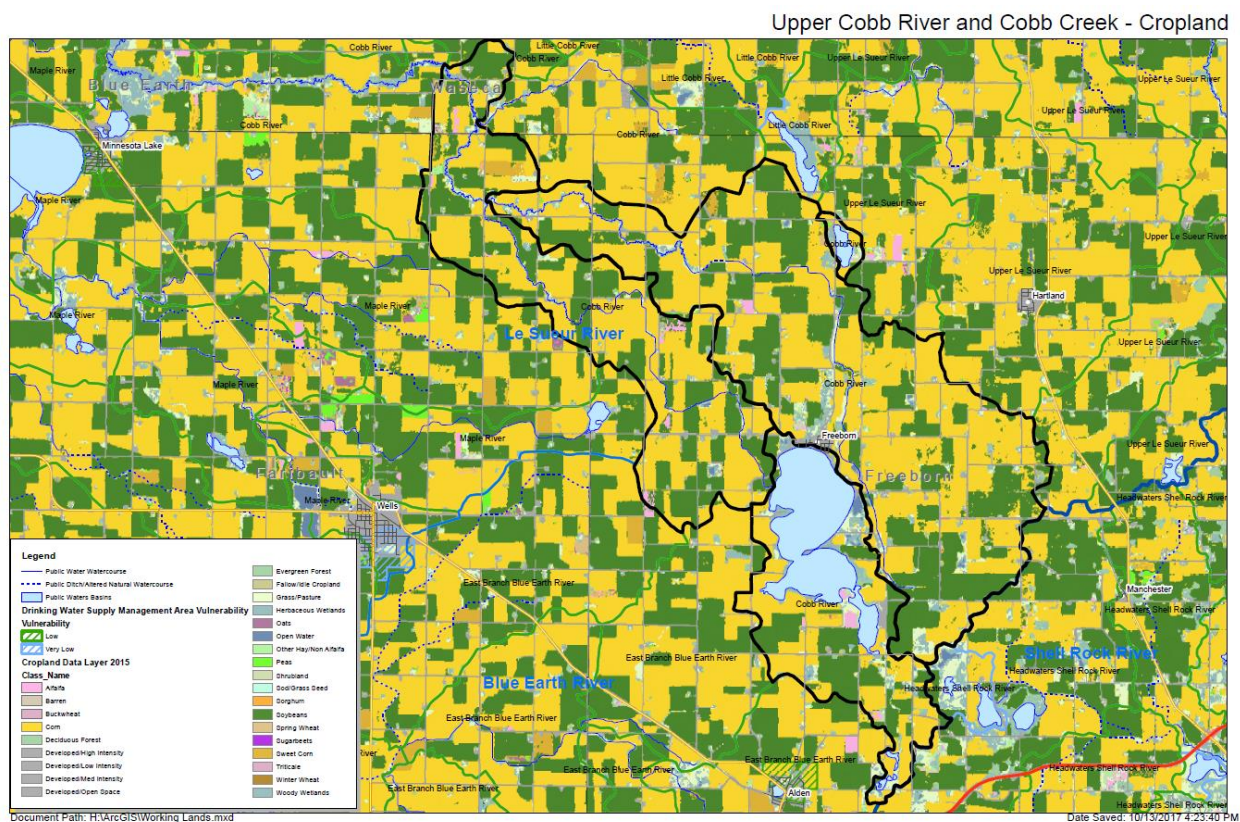 Upper Cobb River and Cobb Creek - Cropland
Cobb River
Little Cobb River
Cobb River
Little Cobb River
Upper Le Sueur River
Maple River
Little Cobb River
Upper Le Sueur River
Blue Earth
Waseca
Upper Le Sueur River
Cobb River
Cobb River
Little Cobb River
Minnesota Lake
Maple River
Upper Le Sueur River
Upper Le Sueur River
Cobb River
Upper Le Sueur River
Hartland
Maple River
Cobb River
Maple River
Le Sueur River
Upper Le Sueur River
Maple River
Cobb River
Maple River
Freeborn
Upper Le Sueur River
Faribault
Freeborn
Maple River
Wells
Headwaters Shell Rock River
East Branch Blue Earth River
Manchester
Cobb River
Headwaters Shell Rock River
East Branch Blue Earth River
Shell Rock River
Headwaters Shell Rock River
Blue Earth River
Headwaters Shell Rock River
East Branch Blue Earth River
River
East Branch Blue Earth River
East Branch Blue Earth River
Headwaters Shell Rock River
East Branch Blue Earth River
Alden
Headwaters Shell Rock River
Legend
Public Water Watercourse
Public Ditch/Altered Natural Watercourse
Public Waters Basins
Drinking Water Supply Management Area Vulnerability
Vulnerability
Low
Very Low
Cropland Data Layer 2015
Class_Name
Alfalfa
Barren
Buckwheat
Corn
Deciduous Forest
Developed/High Intensity
Developed/Low Intensity
Developed/Med Intensity
Developed/Open Space
Evergreen Forest
Fallow/Idle Cropland
Grass/Pasture
Herbaceous Wetlands
Oats
Open Water
Other Hay/Non Alfalfa
Peas
Shrubland
Sod/Grass Seed
Sorghum
Soybeans
Spring Wheat
Sugarbeets
Sweet Corn
Triticale
Winter Wheat
Woody Wetlands
Document Path: H:\ArcGIS\Working Lands.mxd
Date Saved: 10/13/2017 4:23:40 PM